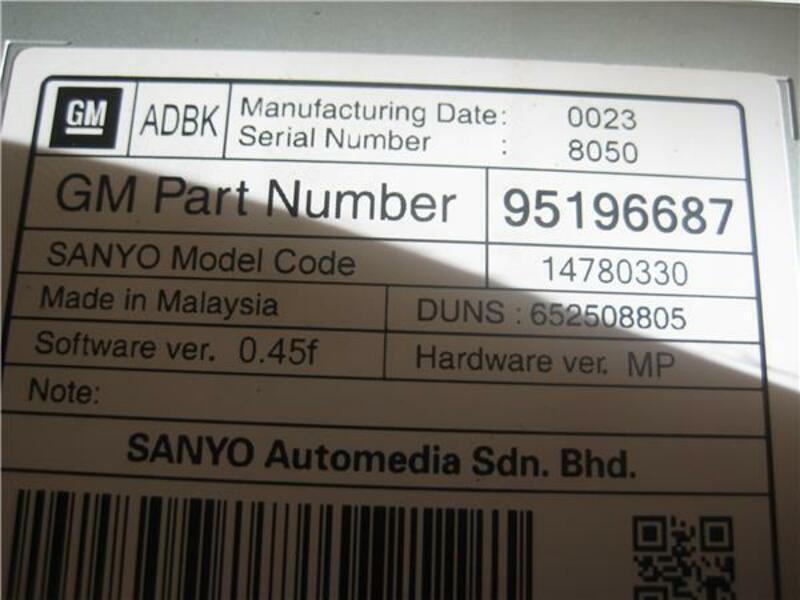 GM ADBK Manufacturing Date: 0023
Serial Number : 8050
GM Part Number 95196687
SANYO Model Code 14780330
Made in Malaysia DUNS : 652508805
Software ver. 0.45f Hardware ver. MP
Note:
SANYO Automedia Sdn. Bhd.